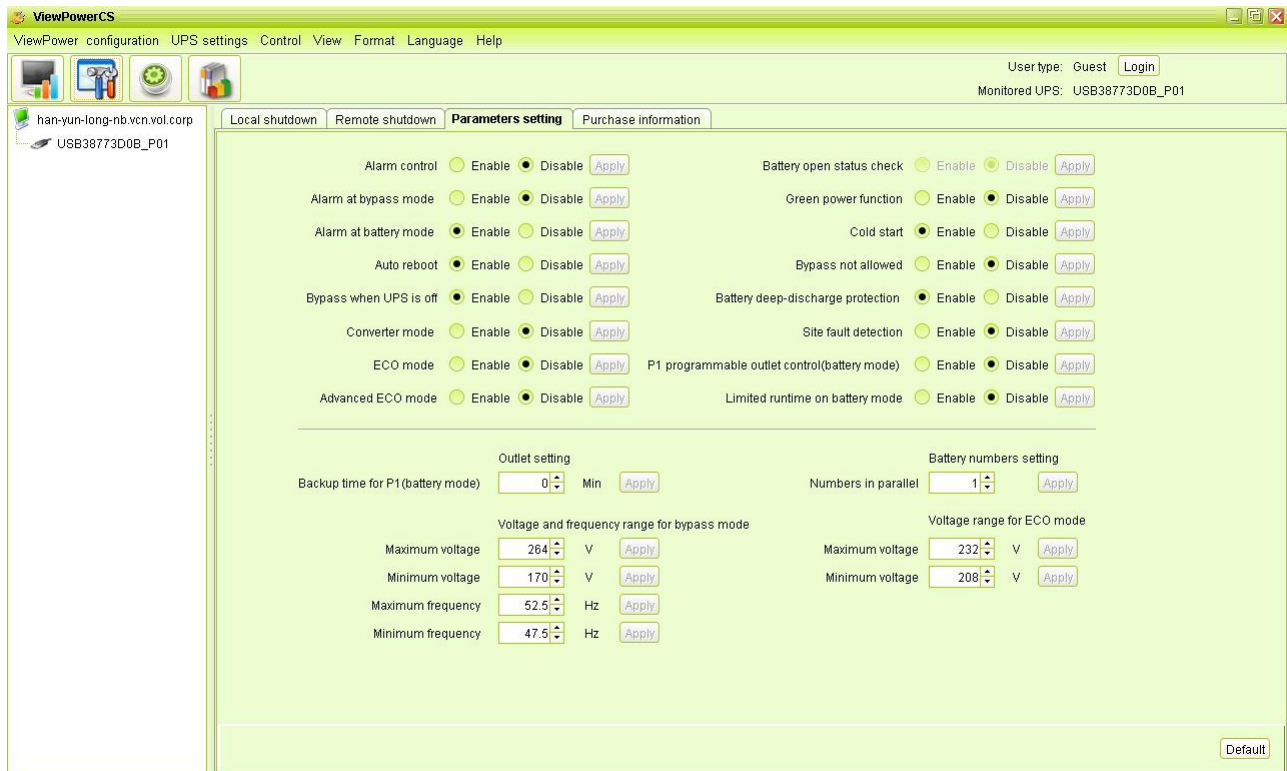 ViewPowerCS
ViewPower configuration UPS settings Control View Format Language Help
User type: Guest Login
Monitored UPS: USB38773D0B_P01
han-yun-long-nb.vcn.vol.corp
USB38773D0B_P01
Local shutdown Remote shutdown Parameters setting Purchase information
Alarm control Enable Disable Apply Battery open status check Enable Disable Apply
Alarm at bypass mode Enable Disable Apply Green power function Enable Disable Apply
Alarm at battery mode Enable Disable Apply Cold start Enable Disable Apply
Auto reboot Enable Disable Apply Bypass not allowed Enable Disable Apply
Bypass when UPS is off Enable Disable Apply Battery deep-discharge protection Enable Disable Apply
Converter mode Enable Disable Apply Site fault detection Enable Disable Apply
ECO mode Enable Disable Apply P1 programmable outlet control(battery mode) Enable Disable Apply
Advanced ECO mode Enable Disable Apply Limited runtime on battery mode Enable Disable Apply
Outlet setting Battery numbers setting
Backup time for P1(battery mode) 0 Min Apply Numbers in parallel 1 Apply
Voltage and frequency range for bypass mode Voltage range for ECO mode
Maximum voltage 264 V Apply Maximum voltage 232 V Apply
Minimum voltage 170 V Apply Minimum voltage 208 V Apply
Maximum frequency 52.5 Hz Apply
Minimum frequency 47.5 Hz Apply
Default